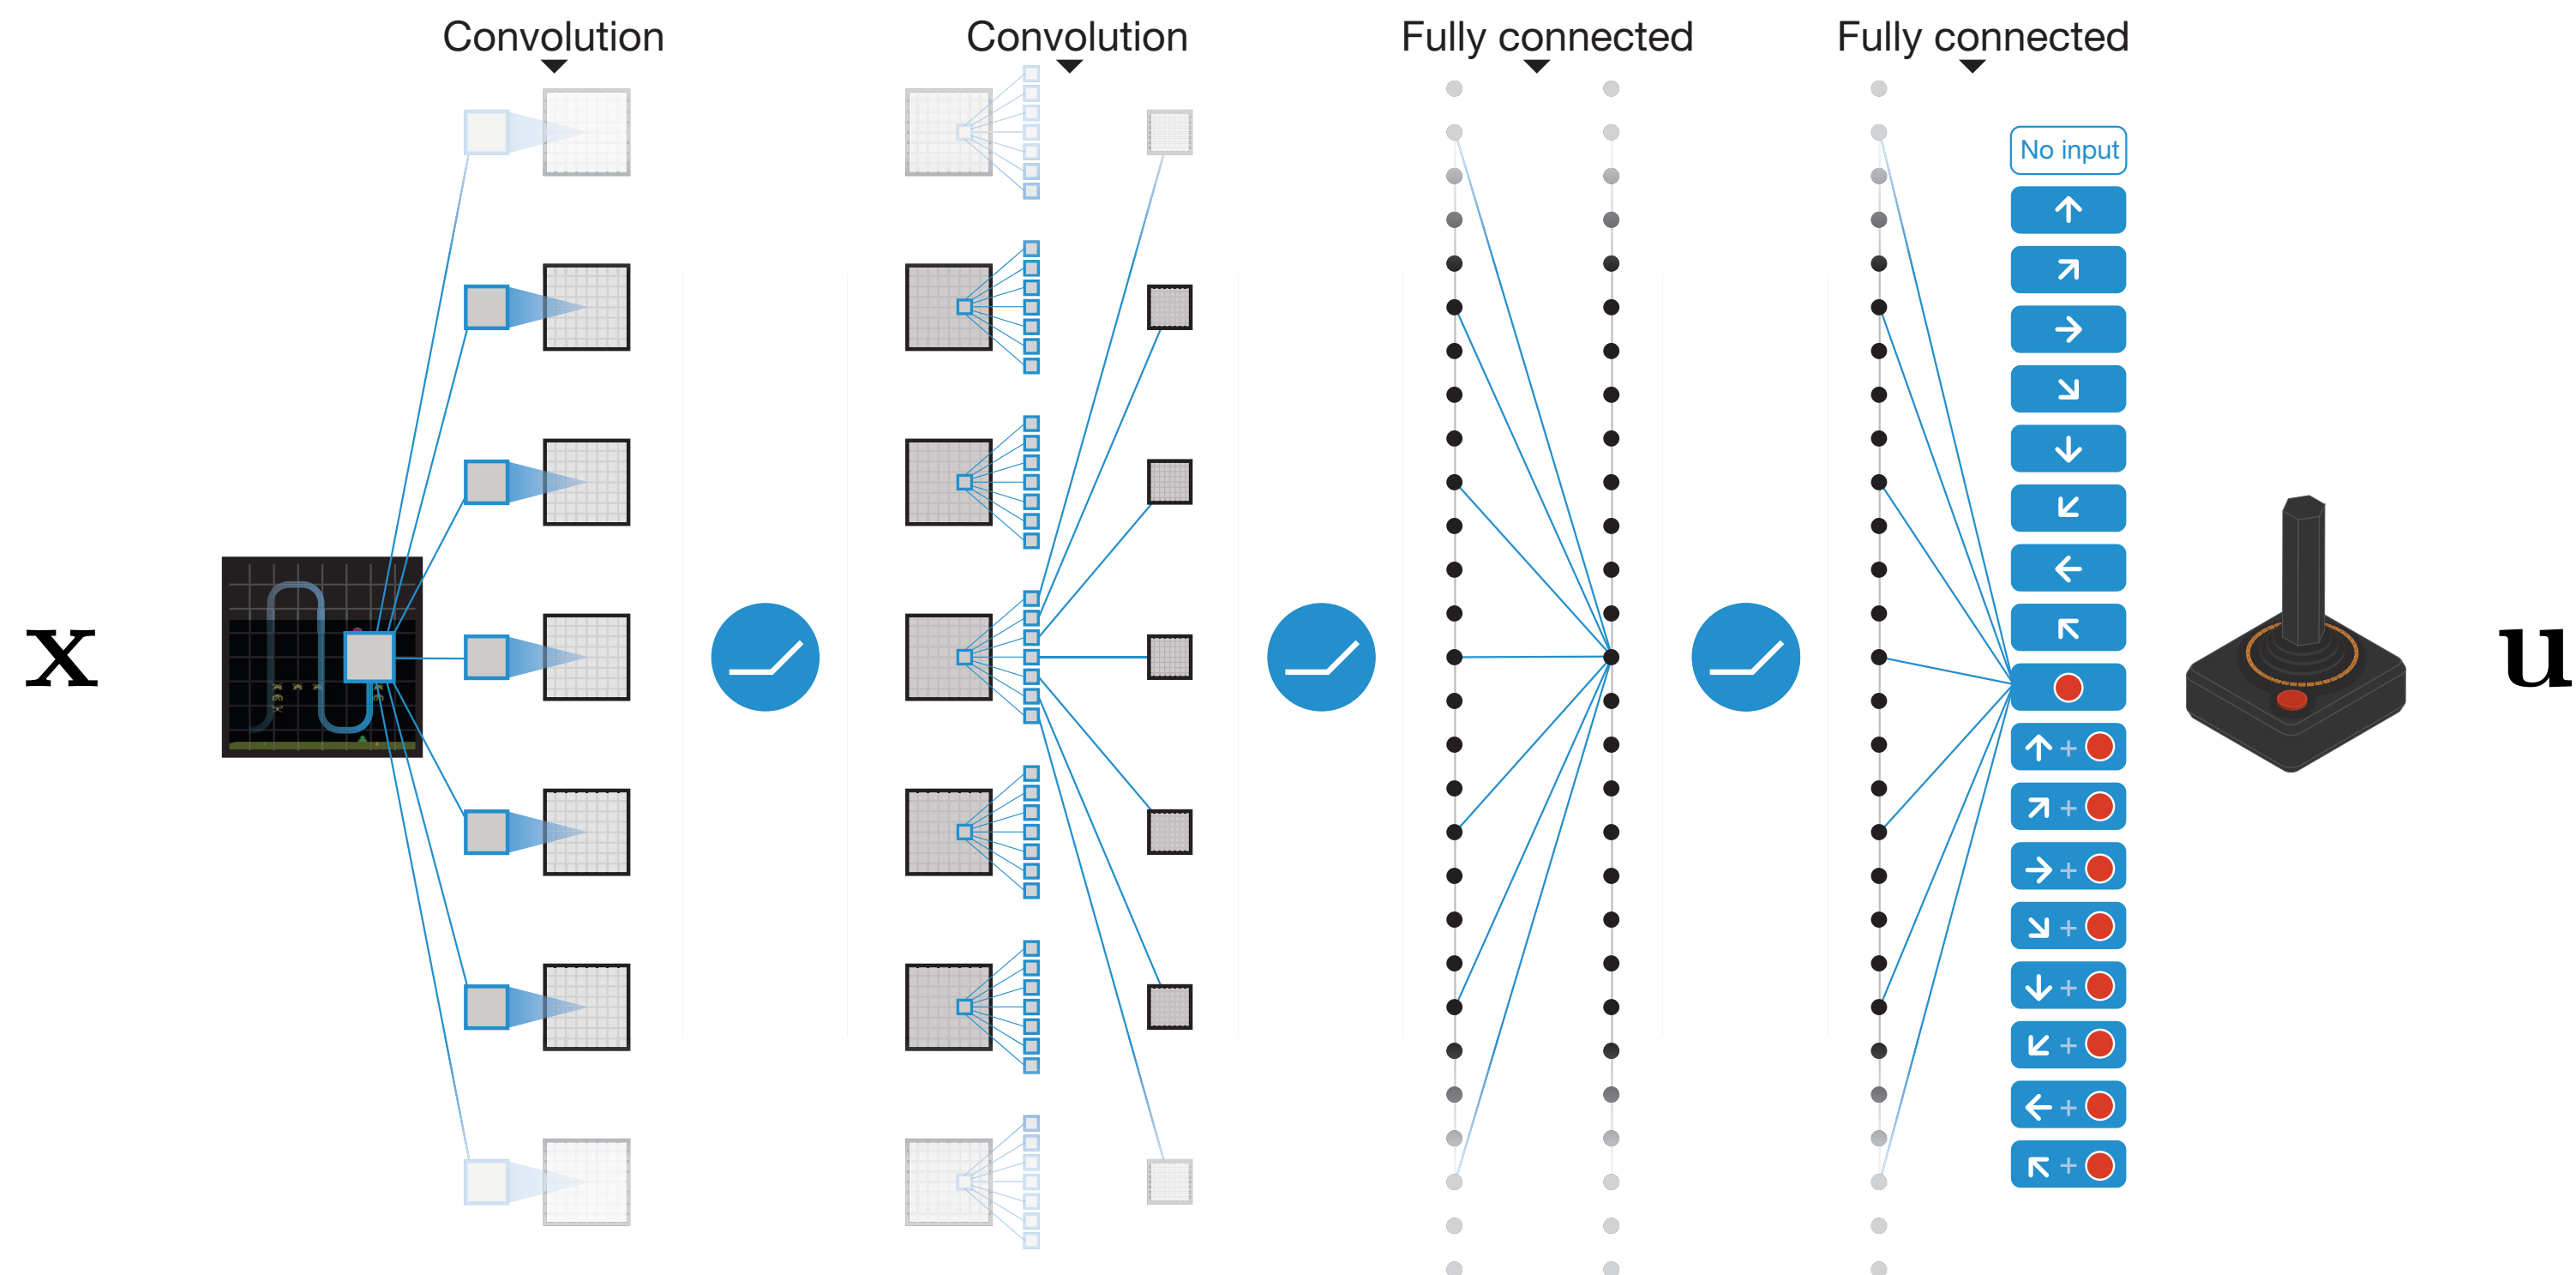 Convolution
Convolution
Fully connected
Fully connected
No input
+
+
+
+
+
+
+
+
x
u